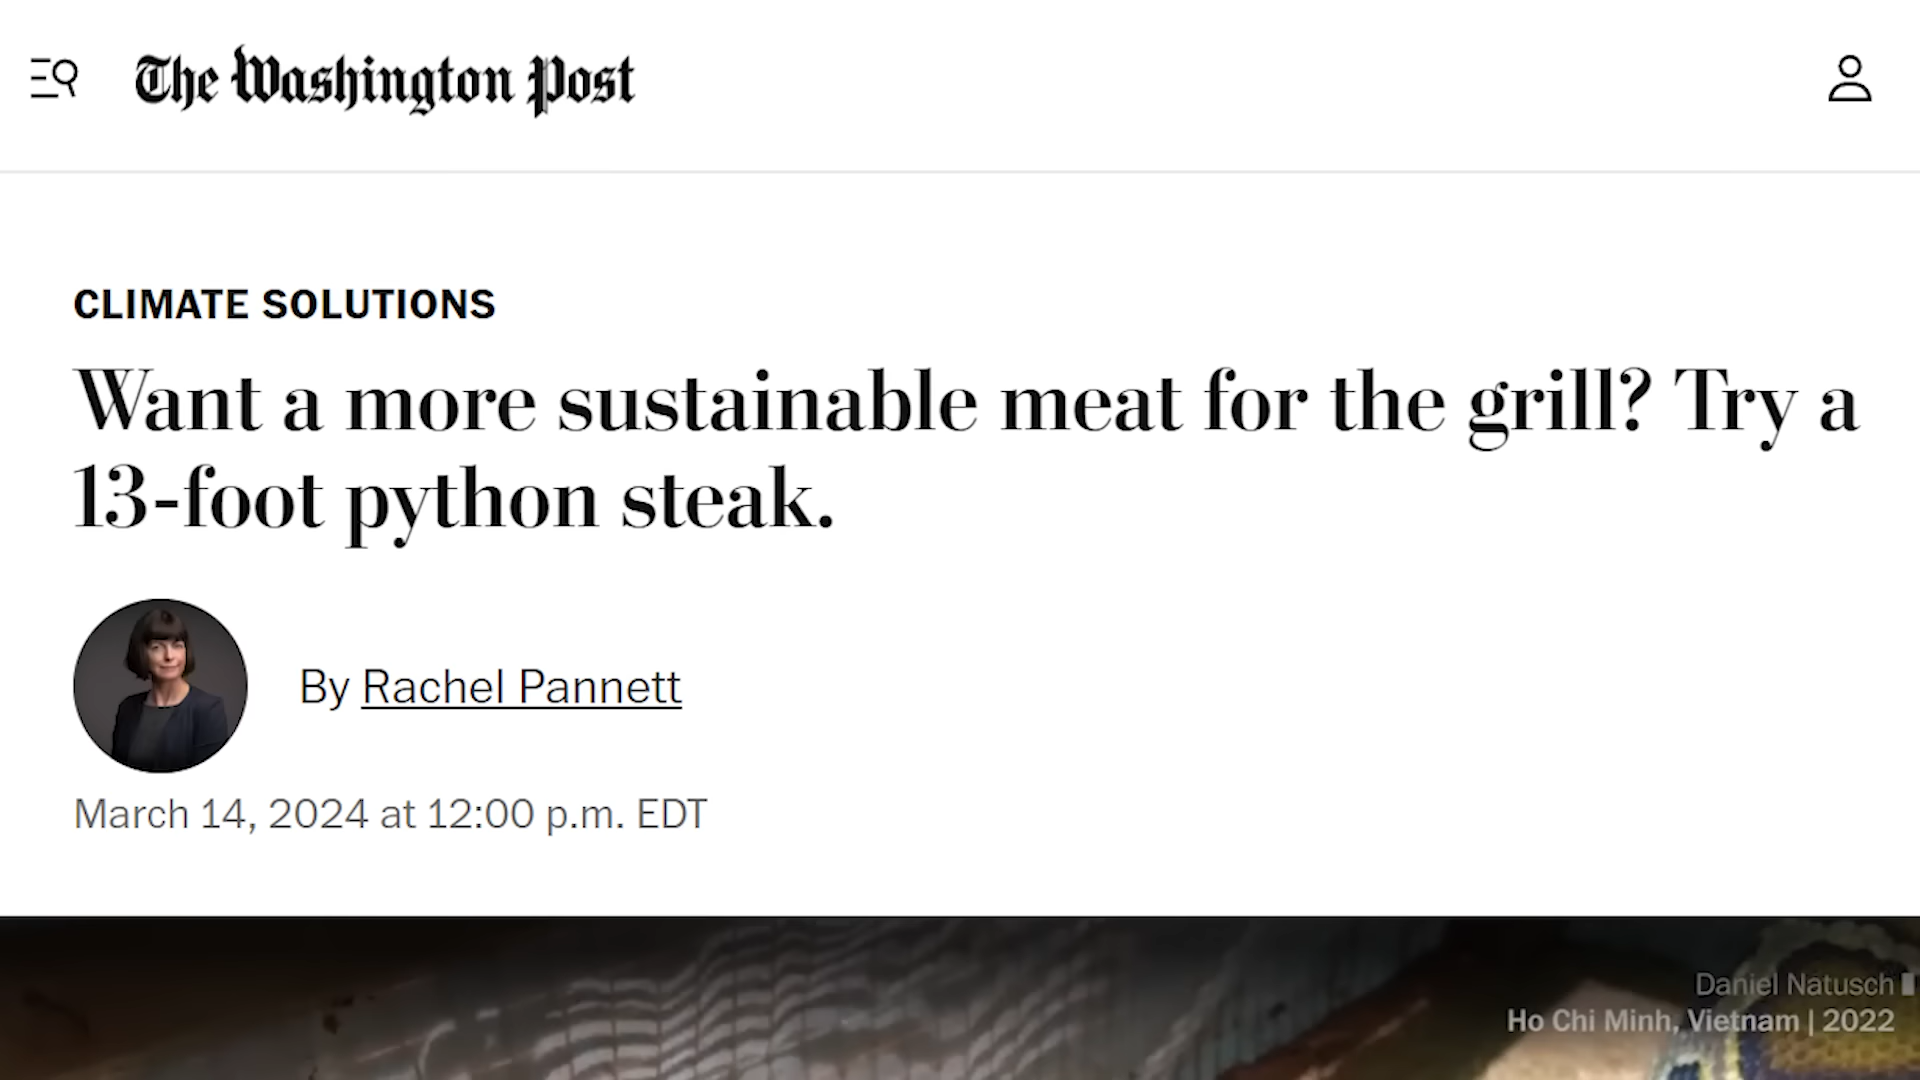 The Washington Post
CLIMATE SOLUTIONS
Want a more sustainable meat for the grill? Try a
13-foot python steak.
By Rachel Pannett
March 14, 2024 at 12:00 p.m. EDT
Daniel Natusch
Ho Chi Minh, Vietnam | 2022